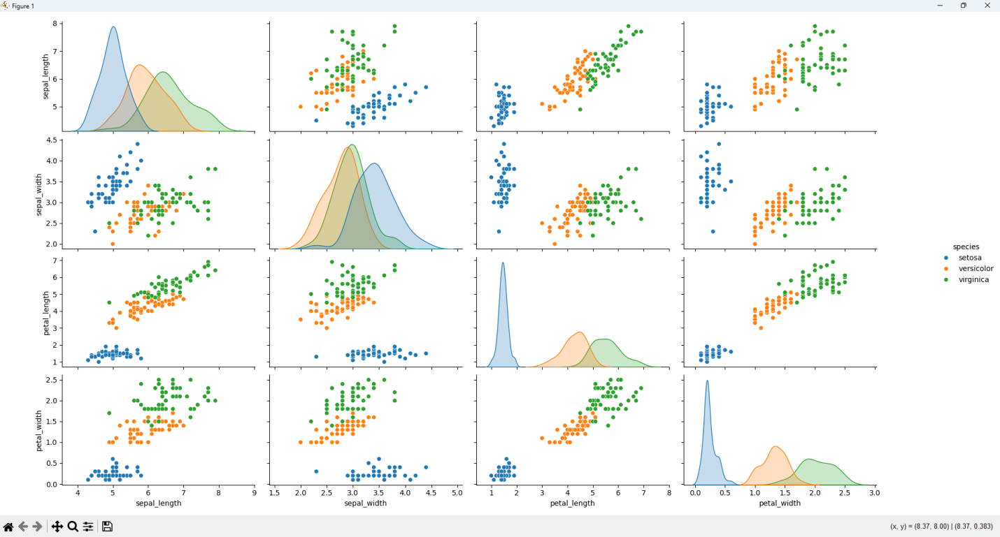 Figure 1
8
7
6
5
sepal_length
4.5
4.0
3.5
3.0
2.5
2.0
sepal_width
species
setosa
versicolor
virginica
7
6
5
4
3
2
1
petal_length
2.5
2.0
1.5
1.0
0.5
0.0
petal_width
4 5 6 7 8 9
sepal_length
1.5 2.0 2.5 3.0 3.5 4.0 4.5 5.0
sepal_width
1 2 3 4 5 6 7 8
petal_length
0.0 0.5 1.0 1.5 2.0 2.5 3.0
petal_width
(x, y) = (8.37, 8.00) | (8.37, 0.383)